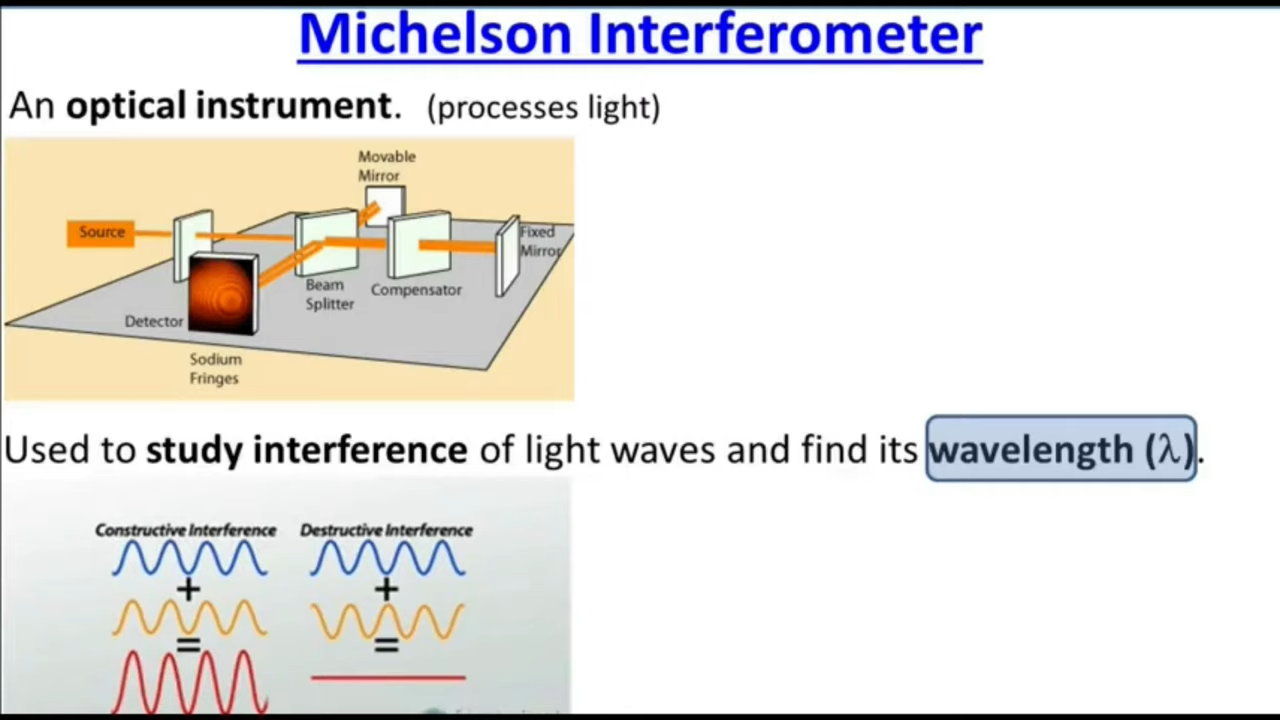 Michelson Interferometer
An optical instrument. (processes light)
Movable
Mirror
Source
Fixed
Mirror
Beam
Splitter
Compensator
Detector
Sodium
Fringes
Used to study interference of light waves and find its wavelength (λ).
Constructive Interference Destructive Interference
+ +
= =